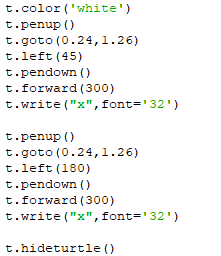 t.color('white')
t.penup()
t.goto(0.24,1.26)
t.left(45)
t.pendown()
t.forward(300)
t.write("x",font='32')
t.penup()
t.goto(0.24,1.26)
t.left(180)
t.pendown()
t.forward(300)
t.write("x",font='32')
t.hideturtle()